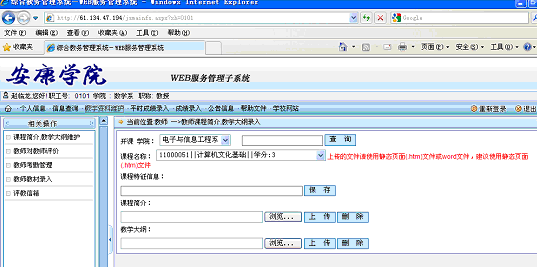 综合教务管理系统-WEB服务管理系统 - Windows Internet Explorer
http://61.134.47.194/jsmainfs.aspx?xh=0101
Google
文件(F) 编辑(E) 查看(V) 收藏夹(A) 工具(T) 帮助(H)
收藏夹 综合教务管理系统-WEB服务管理系统
页面(P) 安全(S) 工具(O)
安康学院 WEB服务管理子系统
赵临龙,您好!职工号: 0101 学院: 数学系 职称: 教授
个人信息 信息查询 教学资料维护 平时成绩录入 成绩录入 公告信息 帮助文件 学校网站 重新登录 退出
相关操作
当前位置:教师 -->教师课程简介,教学大纲录入
课程简介,教学大纲维护
教师对教师评价
教师考勤管理
教师教材录入
评教信箱
开课 学院: 电子与信息工程系 查 询
课程名称: 11000051||计算机文化基础||学分:3 上传的文件请使用静态页面(.htm)文件或word文件,建议使用静态页面(.htm)文件
课程特征信息:
保 存
课程简介:
浏览... 上 传 删 除
教学大纲:
浏览... 上 传 删 除